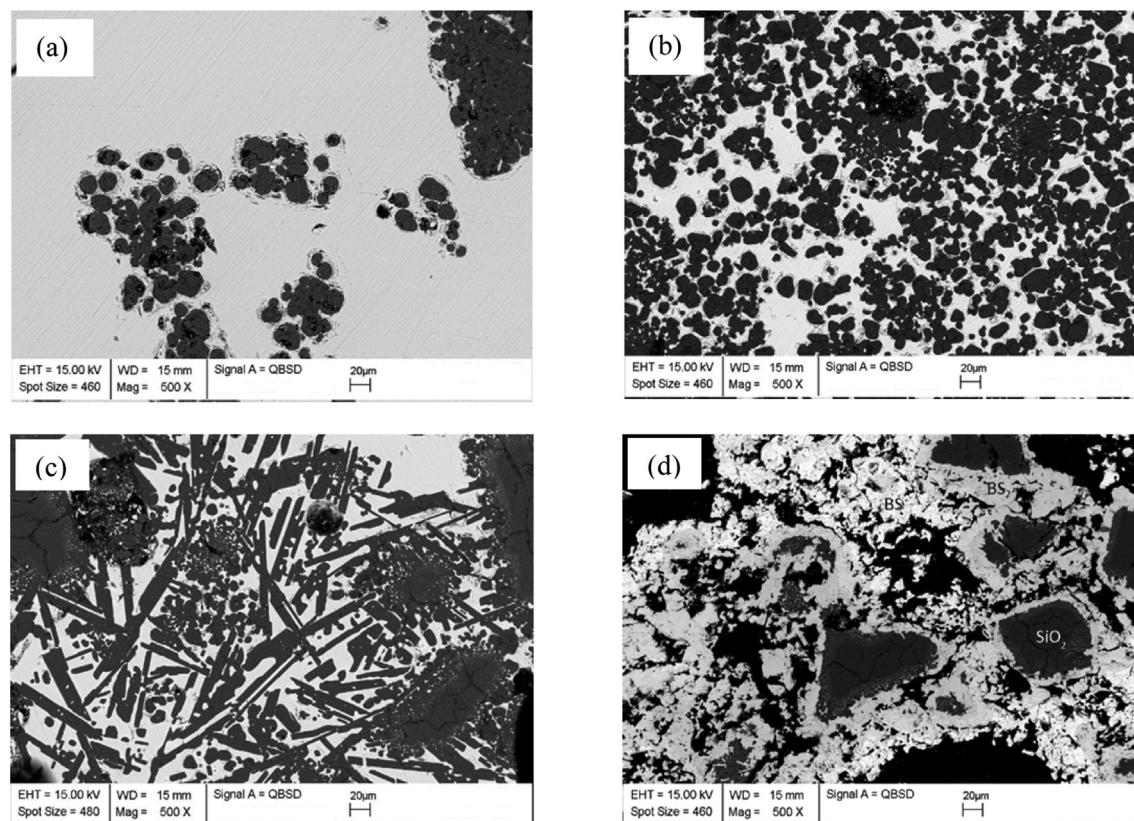 (a)
EHT = 15.00 kV WD = 15 mm Signal A = QBSD 20µm
Spot Size = 460 Mag = 500 X
(b)
EHT = 15.00 kV WD = 15 mm Signal A = QBSD 20µm
Spot Size = 460 Mag = 500 X
(c)
EHT = 15.00 kV WD = 15 mm Signal A = QBSD 20µm
Spot Size = 480 Mag = 500 X
(d)
BS₂
BS
SiO₂
EHT = 15.00 kV WD = 15 mm Signal A = QBSD 20µm
Spot Size = 460 Mag = 500 X